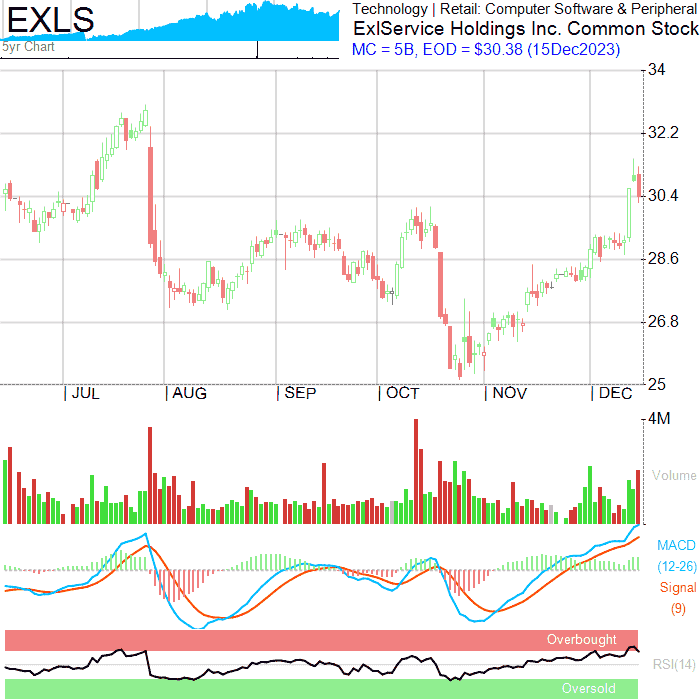 EXLS
5yr Chart
Technology | Retail: Computer Software & Peripheral
ExlService Holdings Inc. Common Stock
MC = 5B, EOD = $30.38 (15Dec2023)
34
32.2
30.4
28.6
26.8
25
JUL
AUG
SEP
OCT
NOV
DEC
4M
Volume
MACD
(12-26)
Signal
(9)
Overbought
RSI(14)
Oversold